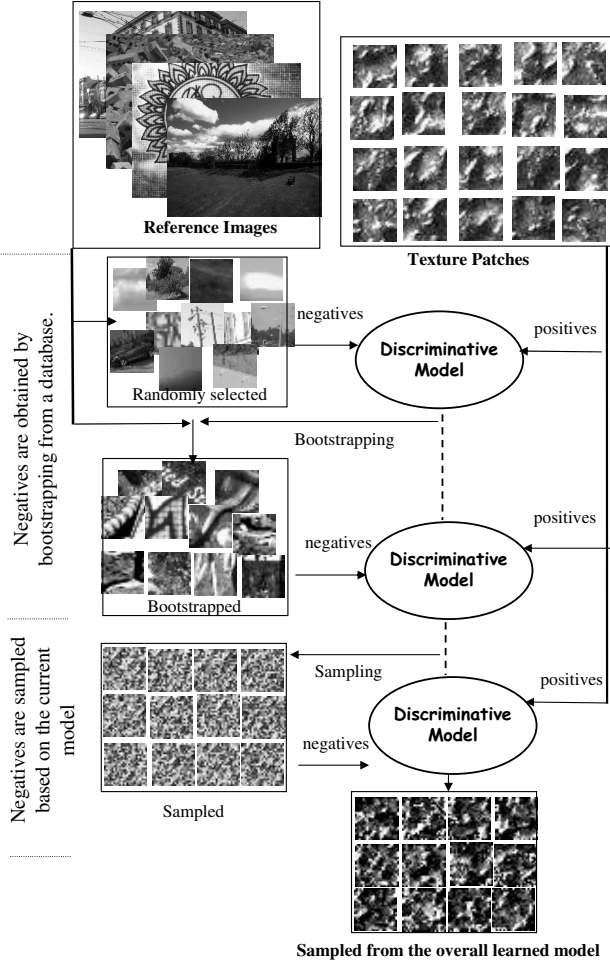 Reference Images
Texture Patches
Negatives are obtained by
bootstrapping from a database.
Randomly selected
negatives
Discriminative
Model
positives
Bootstrapping
Bootstrapped
negatives
Discriminative
Model
positives
Negatives are sampled
based on the current
model
Sampling
Sampled
negatives
Discriminative
Model
positives
Sampled from the overall learned model